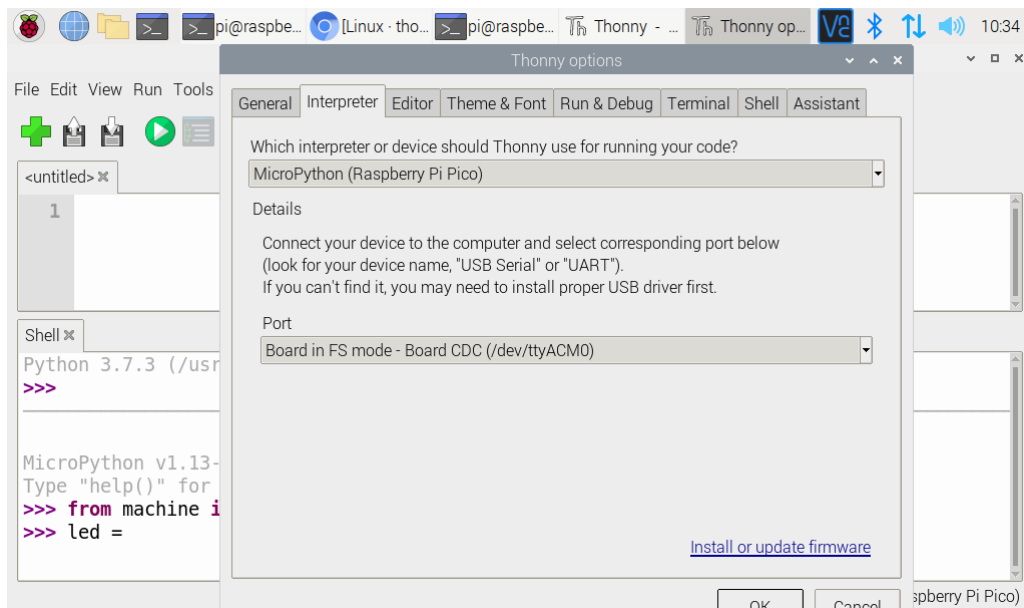 pi@raspbe... [Linux · tho... pi@raspbe... Thonny - ... Thonny op... 10:34
Thonny options
File Edit View Run Tools
General Interpreter Editor Theme & Font Run & Debug Terminal Shell Assistant
Which interpreter or device should Thonny use for running your code?
MicroPython (Raspberry Pi Pico)
<untitled>
1
Details
Connect your device to the computer and select corresponding port below
(look for your device name, "USB Serial" or "UART").
If you can't find it, you may need to install proper USB driver first.
Port
Board in FS mode - Board CDC (/dev/ttyACM0)
Shell
Python 3.7.3 (/usr
>>>
MicroPython v1.13-
Type "help()" for
>>> from machine i
>>> led =
Install or update firmware
OK Cancel
spberry Pi Pico)